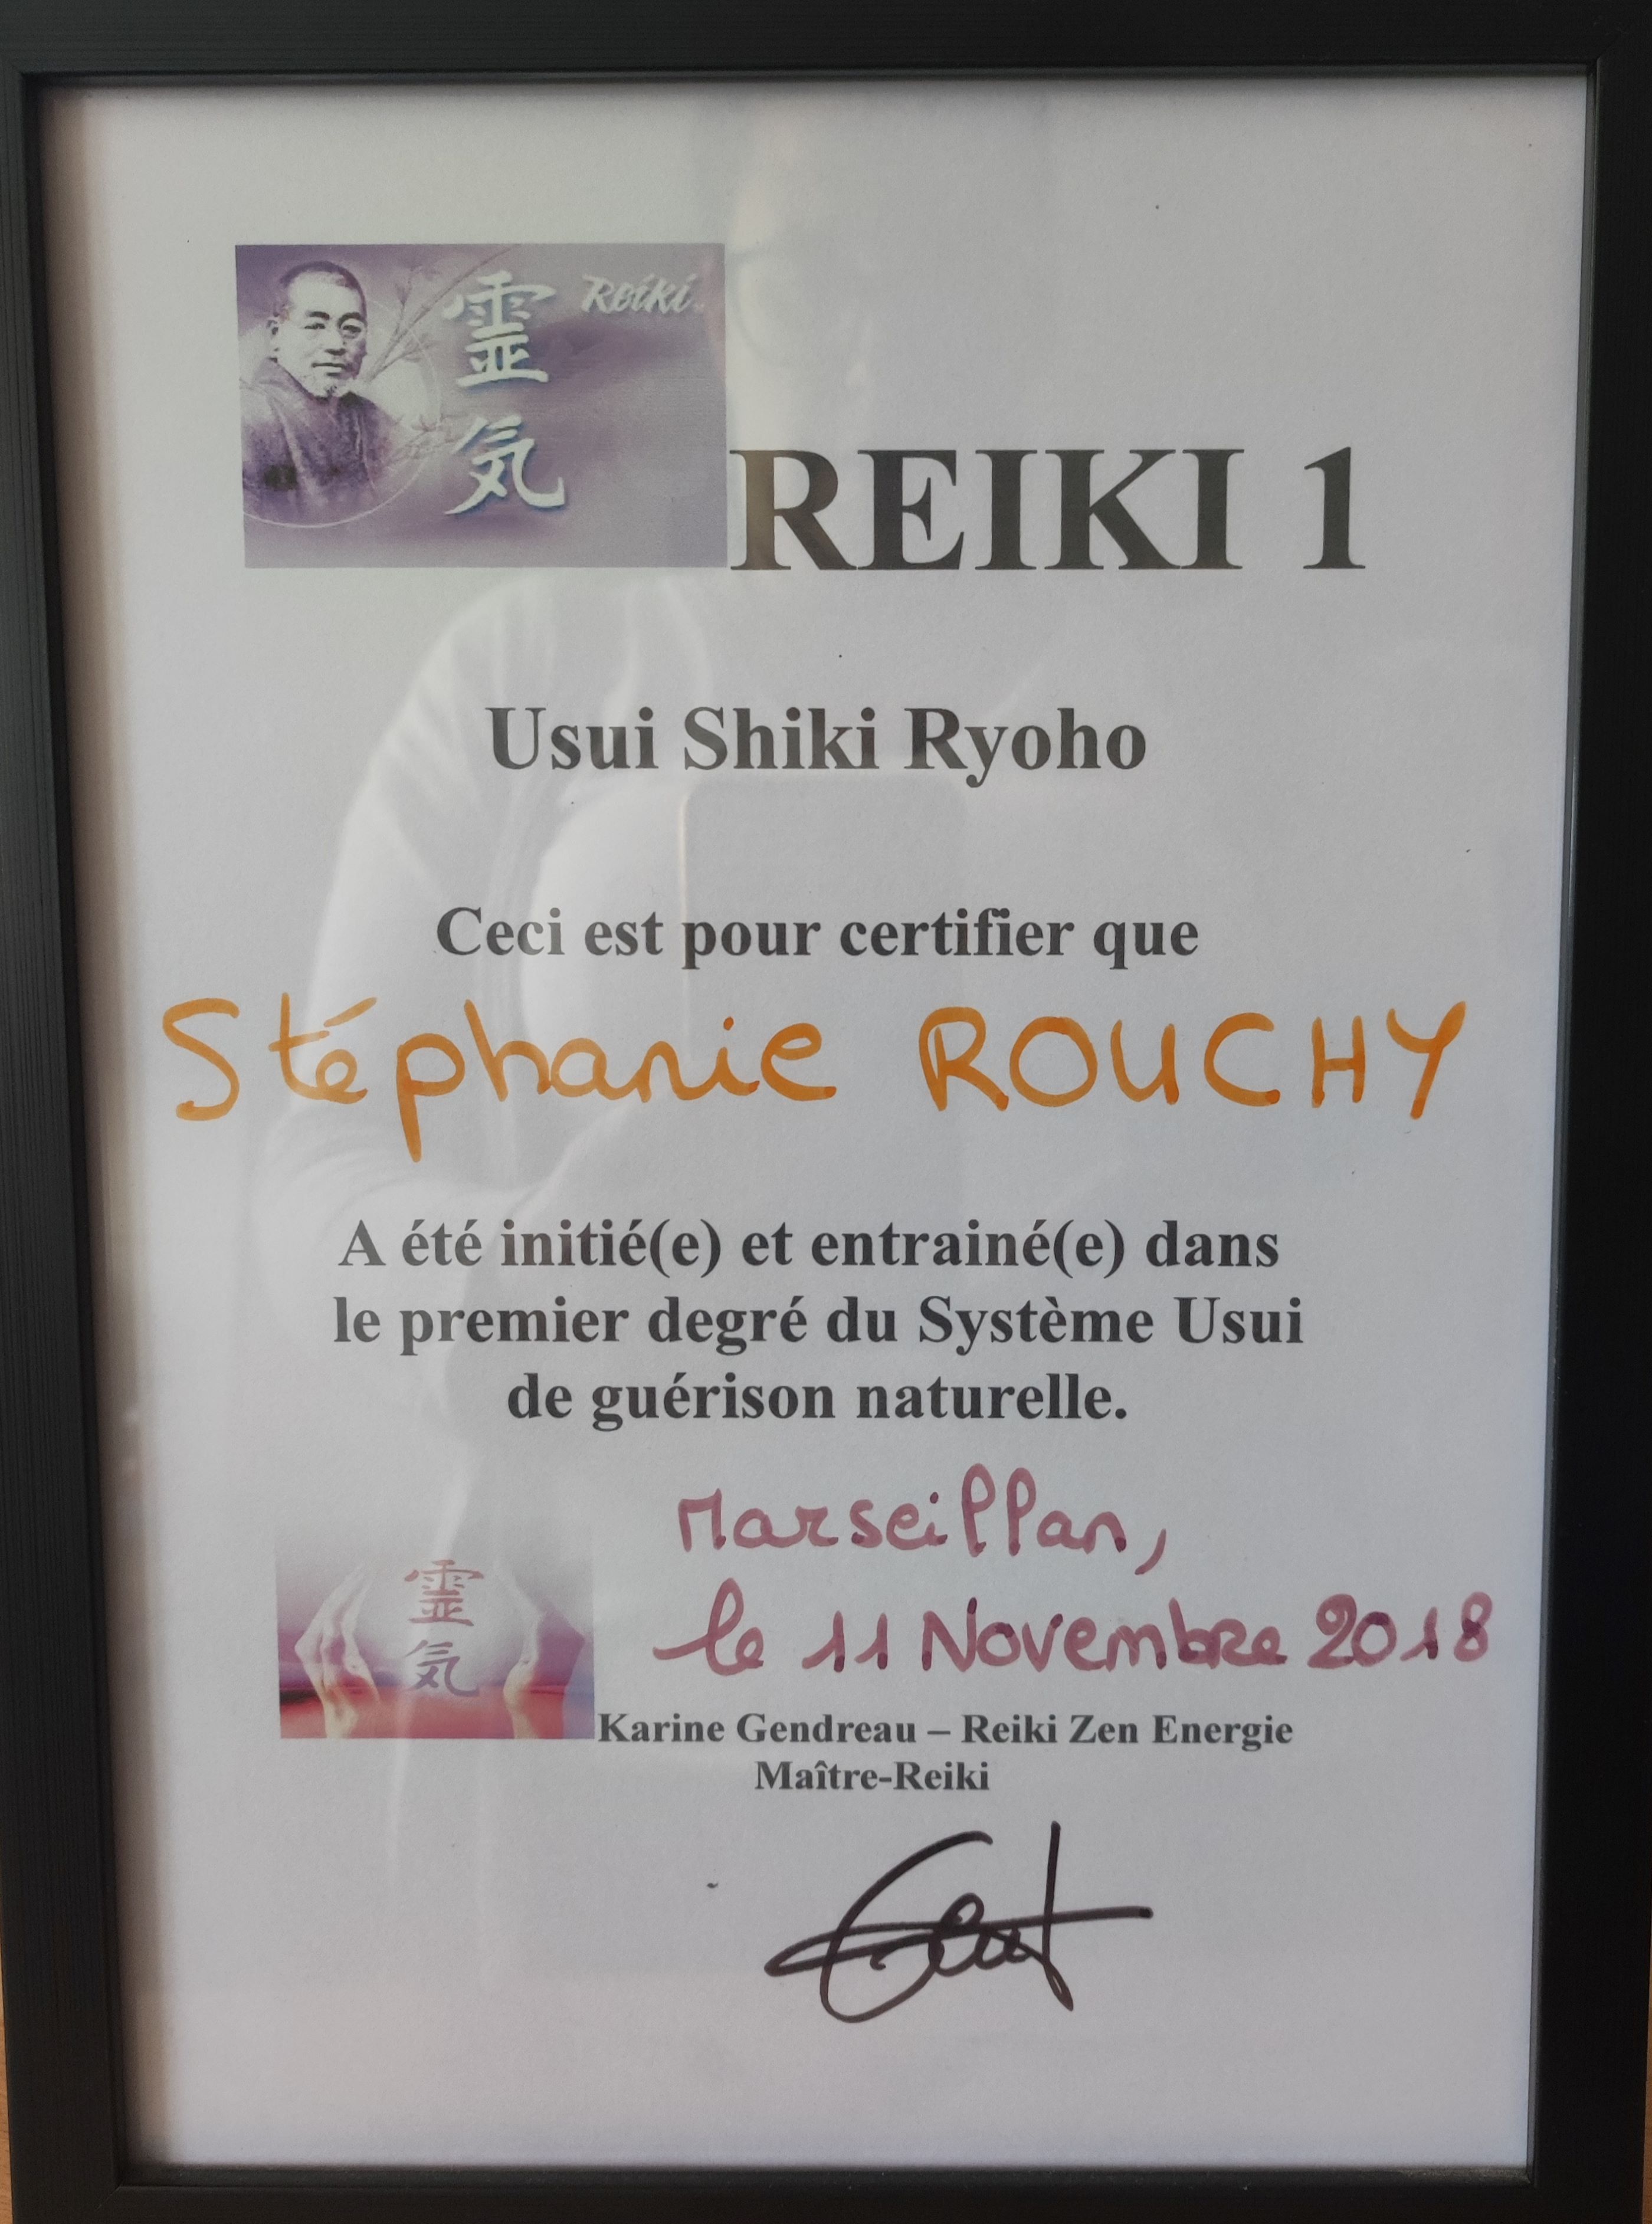 霊気
Reiki
REIKI 1
Usui Shiki Ryoho
Ceci est pour certifier que
Stéphanie ROUCHY
A été initié(e) et entrainé(e) dans
le premier degré du Système Usui
de guérison naturelle.
Marseillan,
le 11 Novembre 2018
霊気
Karine Gendreau – Reiki Zen Energie
Maître-Reiki